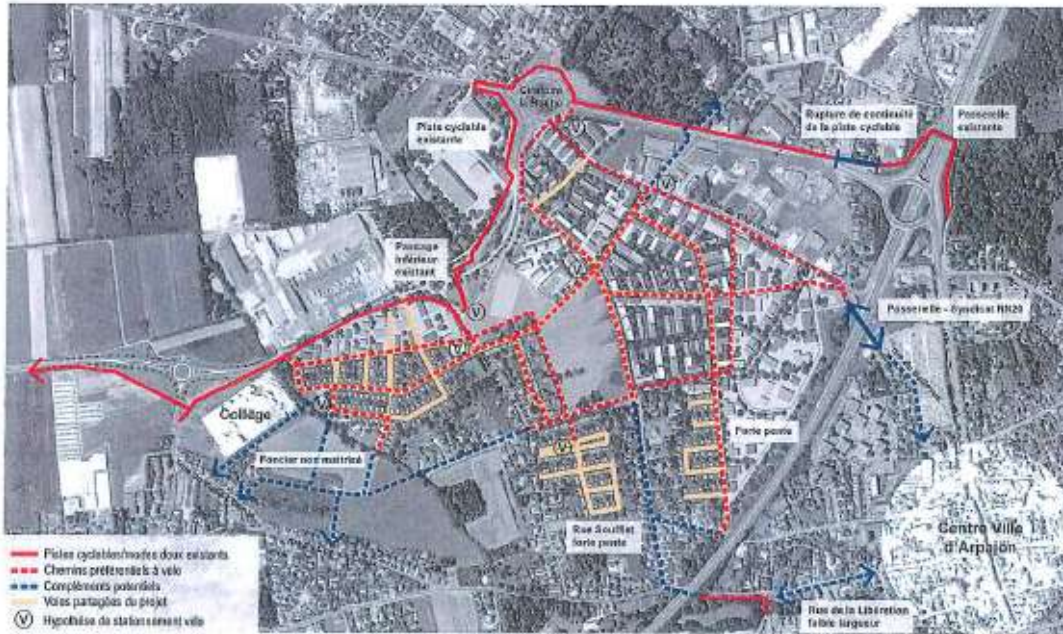 Piste cyclable
existante
Rupture de continuité
de la piste cyclable
Passerelle
existante
Passage
inférieur
existant
V
V
V
V
Passerelle - Syndicat RN20
Collège
Foncier non maîtrisé
Forte pente
Rue Soufflet
forte pente
Centre Ville
d'Arpajon
Rue de la Libération
faible largeur
Pistes cyclables/modes doux existants
Chemins préférentiels à vélo
Compléments potentiels
Voies partagées du projet
V Hypothèse de stationnement vélo